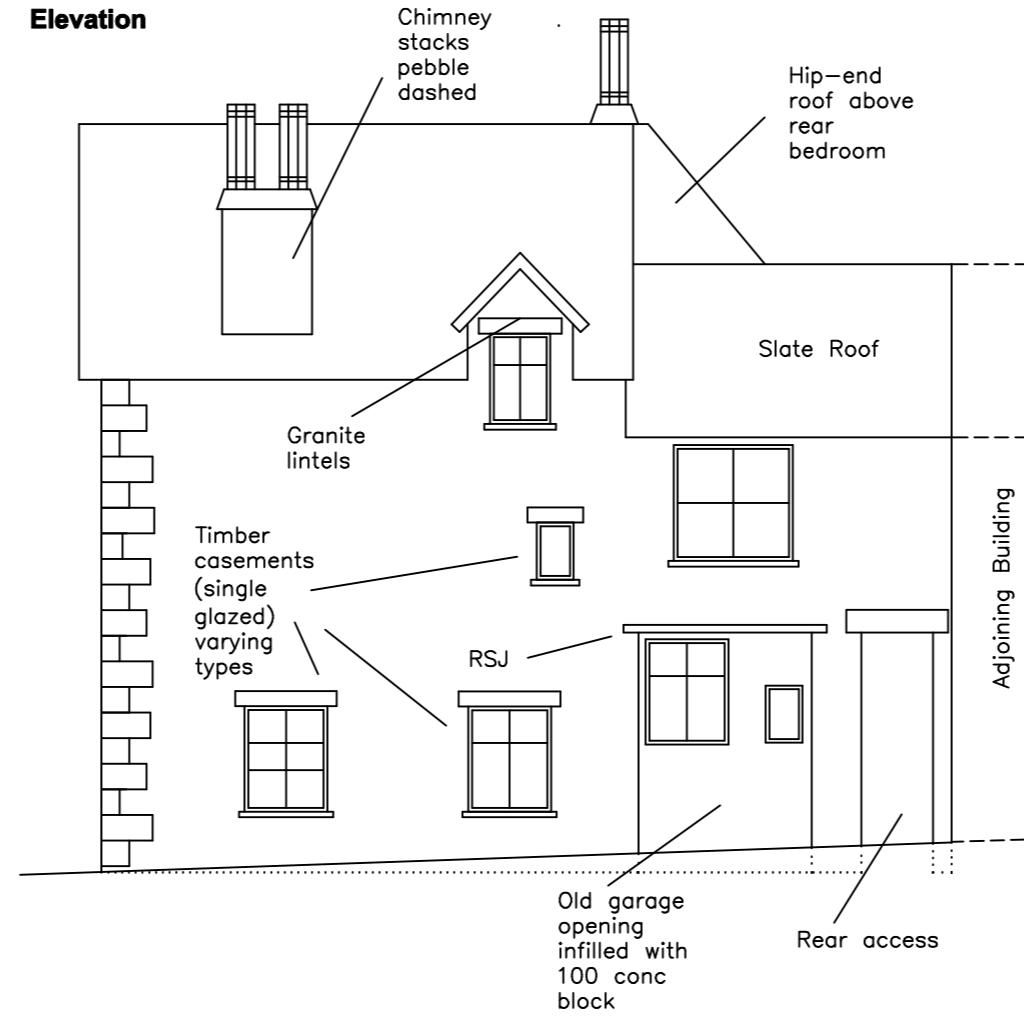 Elevation
Chimney
stacks
pebble
dashed
Hip-end
roof above
rear
bedroom
Slate Roof
Granite
lintels
Timber
casements
(single
glazed)
varying
types
RSJ
Adjoining Building
Old garage
opening
infilled with
100 conc
block
Rear access